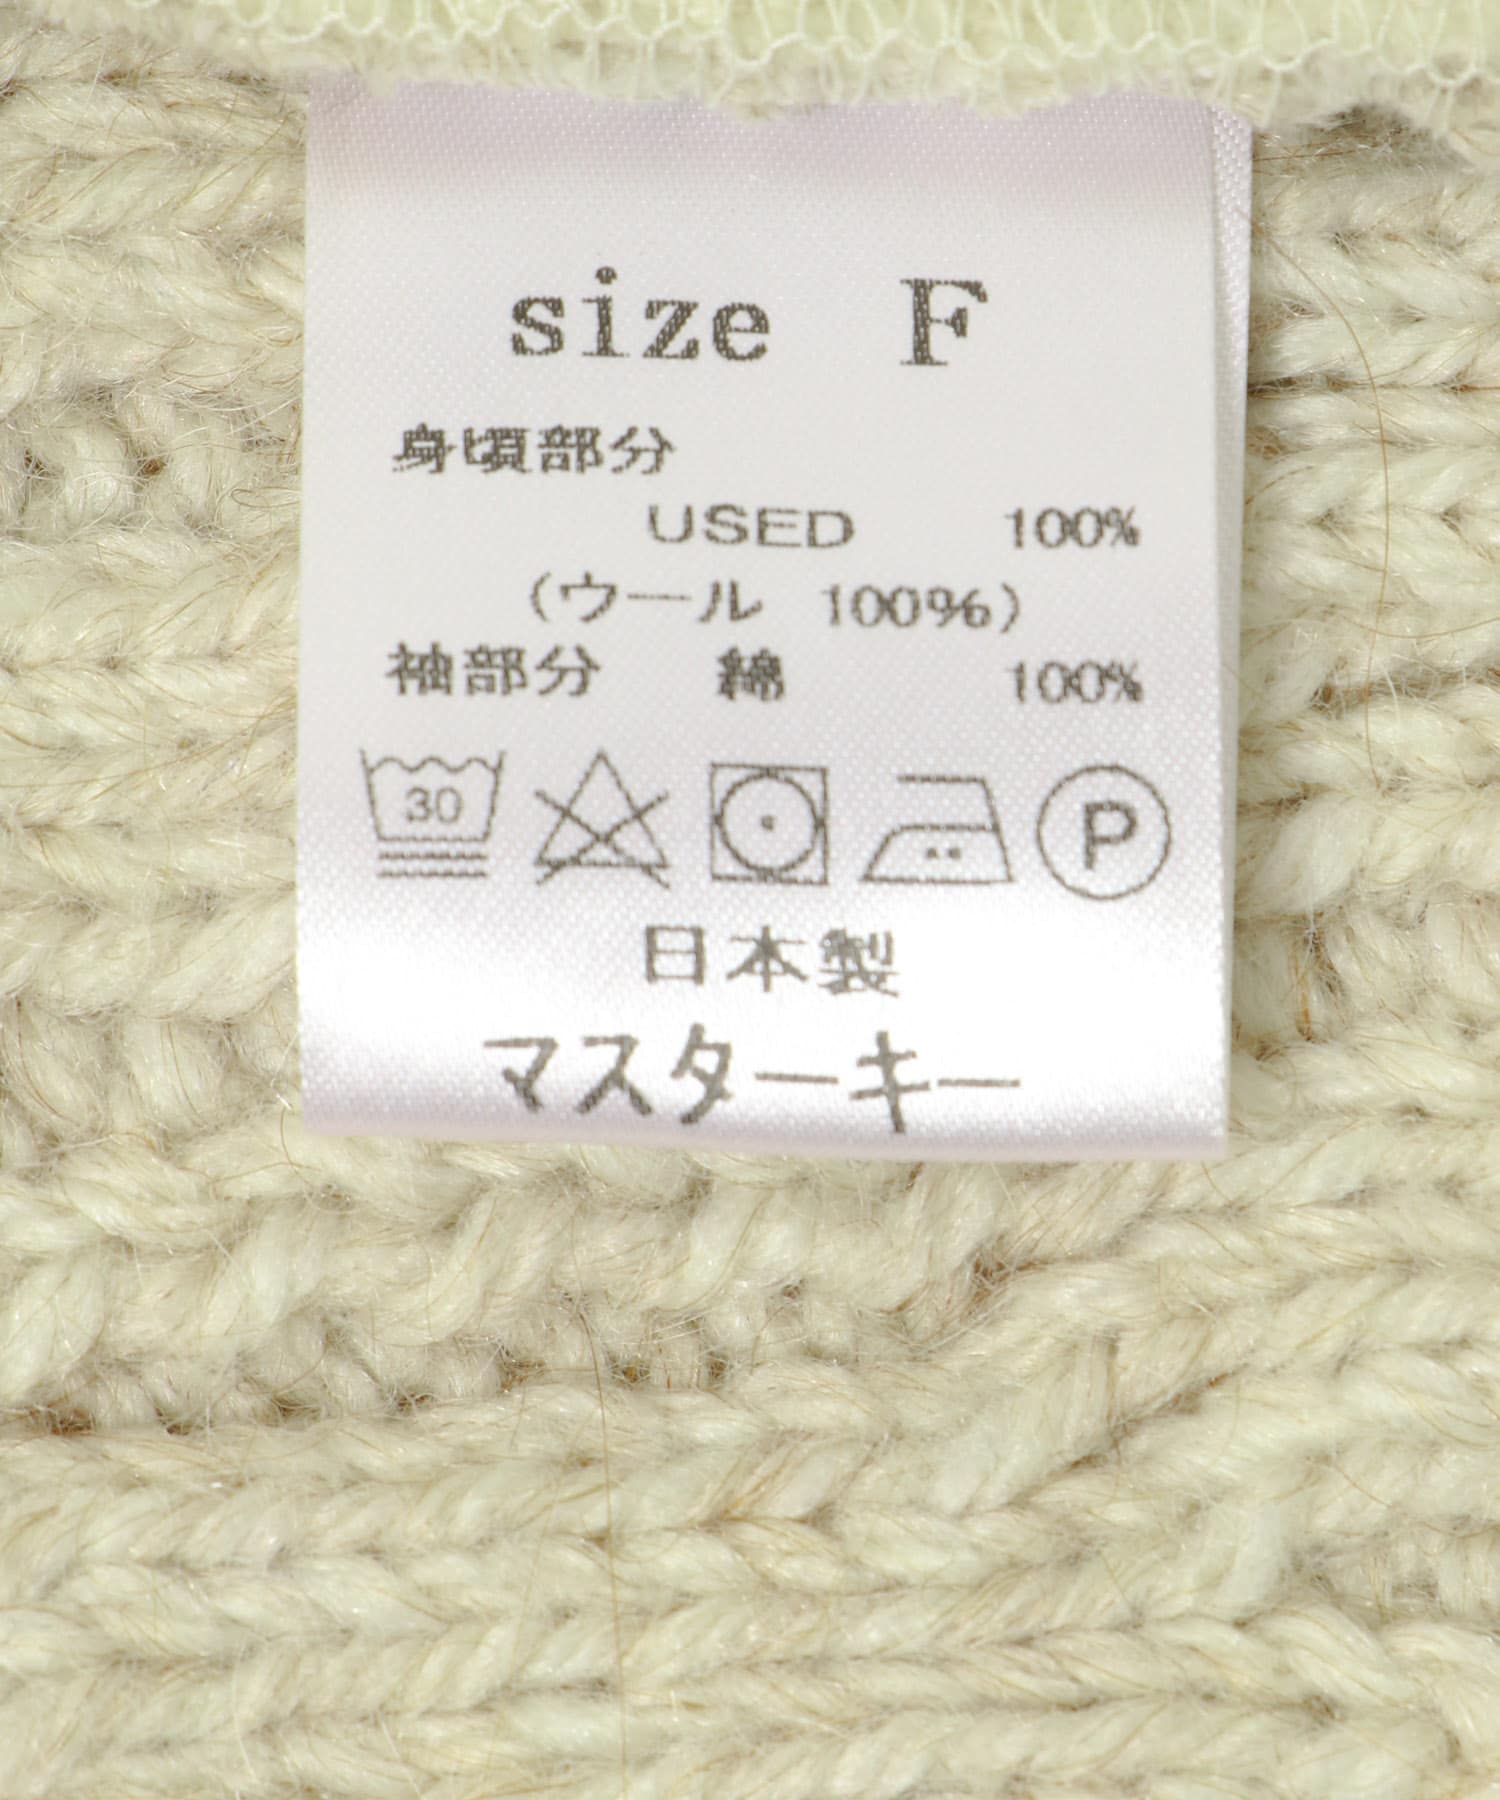 size F
身頃部分
USED 100%
（ウール 100%）
袖部分 綿 100%
30 P
日本製
マスターキー